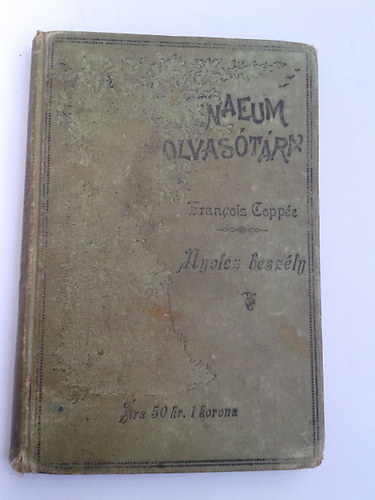 NAEUM
OLVASÓTÁRA
François Coppée
Nyolcz beszély
Ára 50 kr. 1 korona